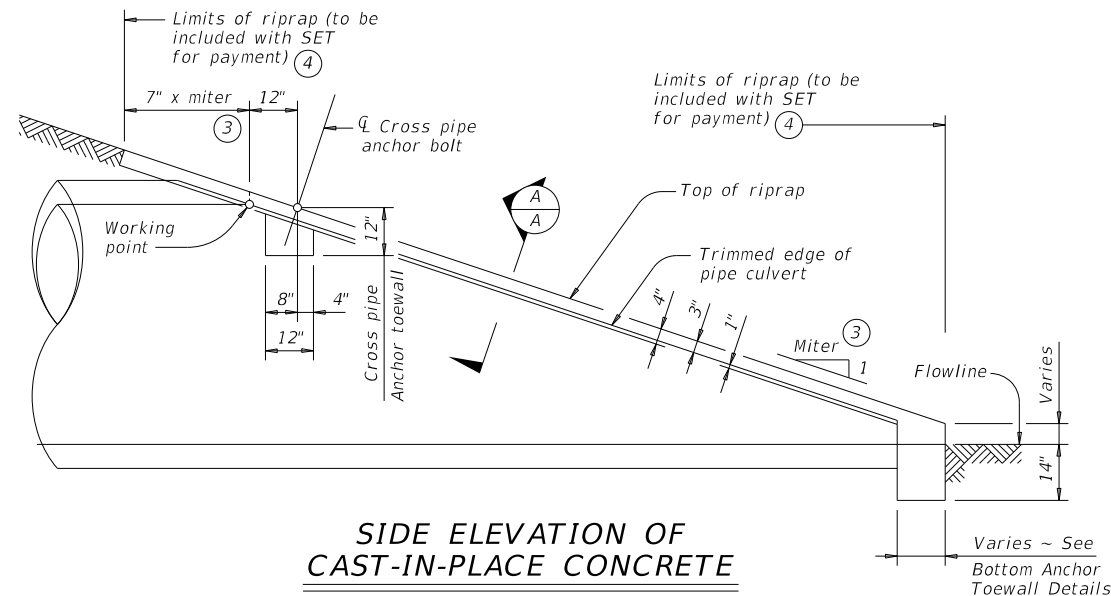 Limits of riprap (to be
included with SET
for payment) 4
7" x miter
12"
3
℄ Cross pipe
anchor bolt
Limits of riprap (to be
included with SET
for payment) 4
A
A
Top of riprap
Working
point
12"
Trimmed edge of
pipe culvert
8"
4"
12"
Cross pipe
Anchor toewall
4"
3"
1"
Miter 3
1
Flowline
Varies
14"
SIDE ELEVATION OF
CAST-IN-PLACE CONCRETE
Varies ~ See
Bottom Anchor
Toewall Details